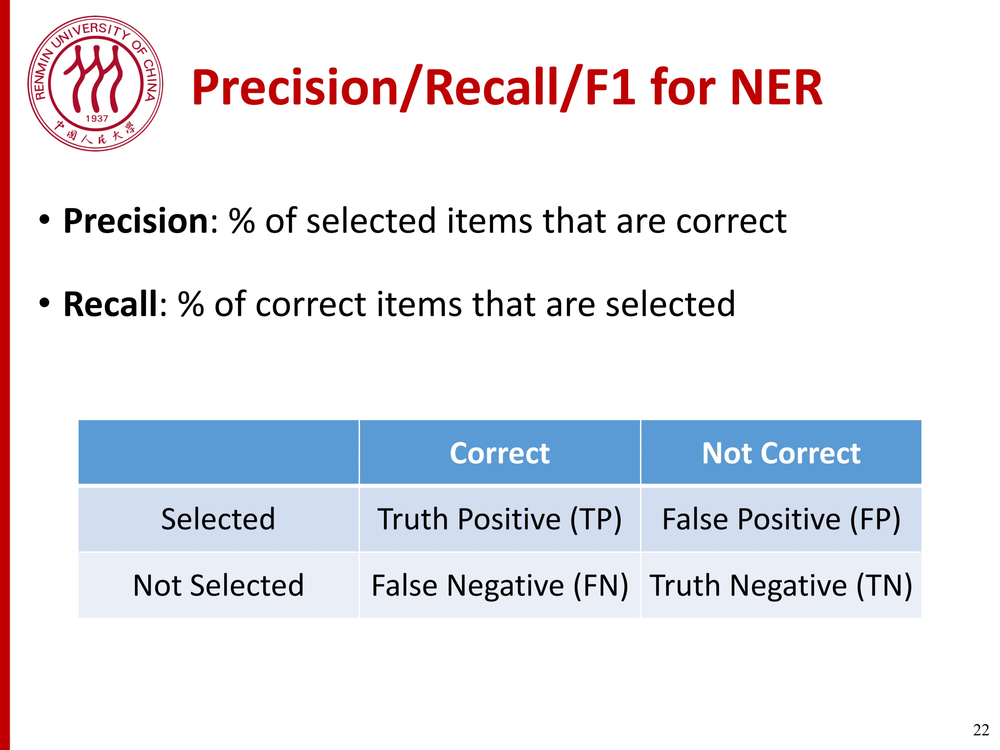 RENMIN UNIVERSITY OF CHINA
1937
中國人民大學
Precision/Recall/F1 for NER
• Precision: % of selected items that are correct
• Recall: % of correct items that are selected
Correct Not Correct
Selected Truth Positive (TP) False Positive (FP)
Not Selected False Negative (FN) Truth Negative (TN)
22